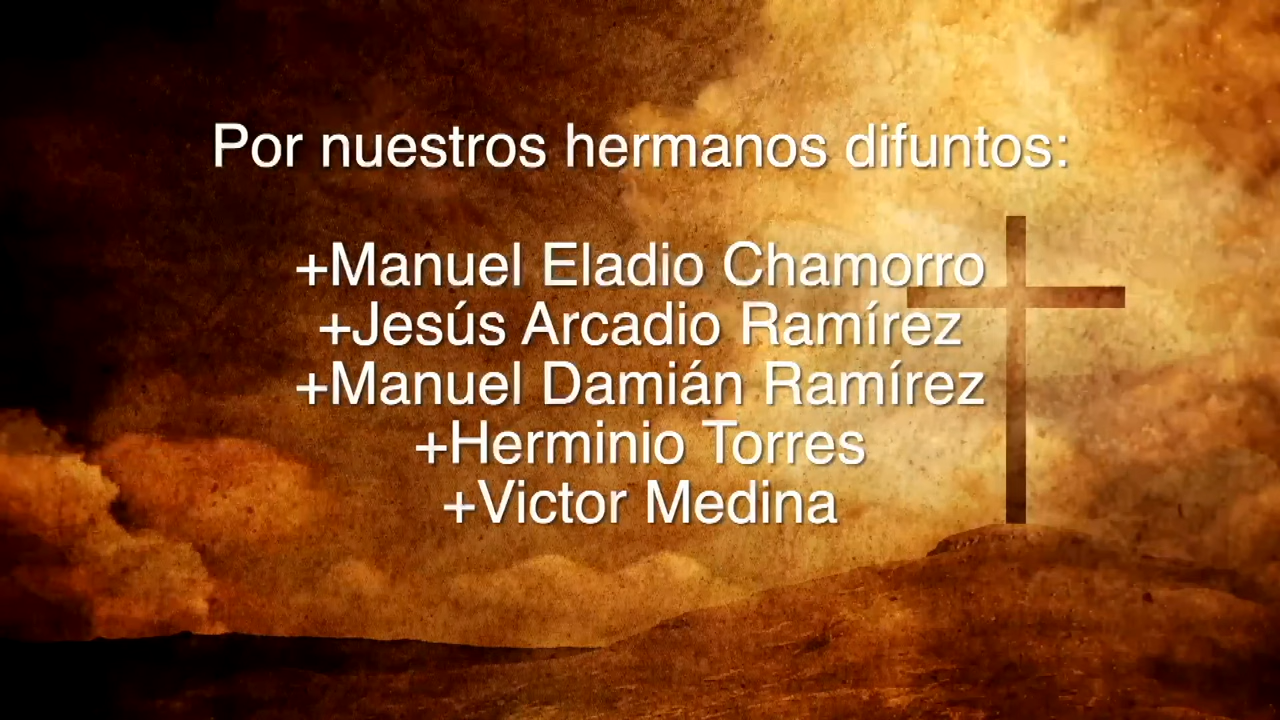 Por nuestros hermanos difuntos:
+Manuel Eladio Chamorro
+Jesús Arcadio Ramírez
+Manuel Damián Ramírez
+Herminio Torres
+Victor Medina